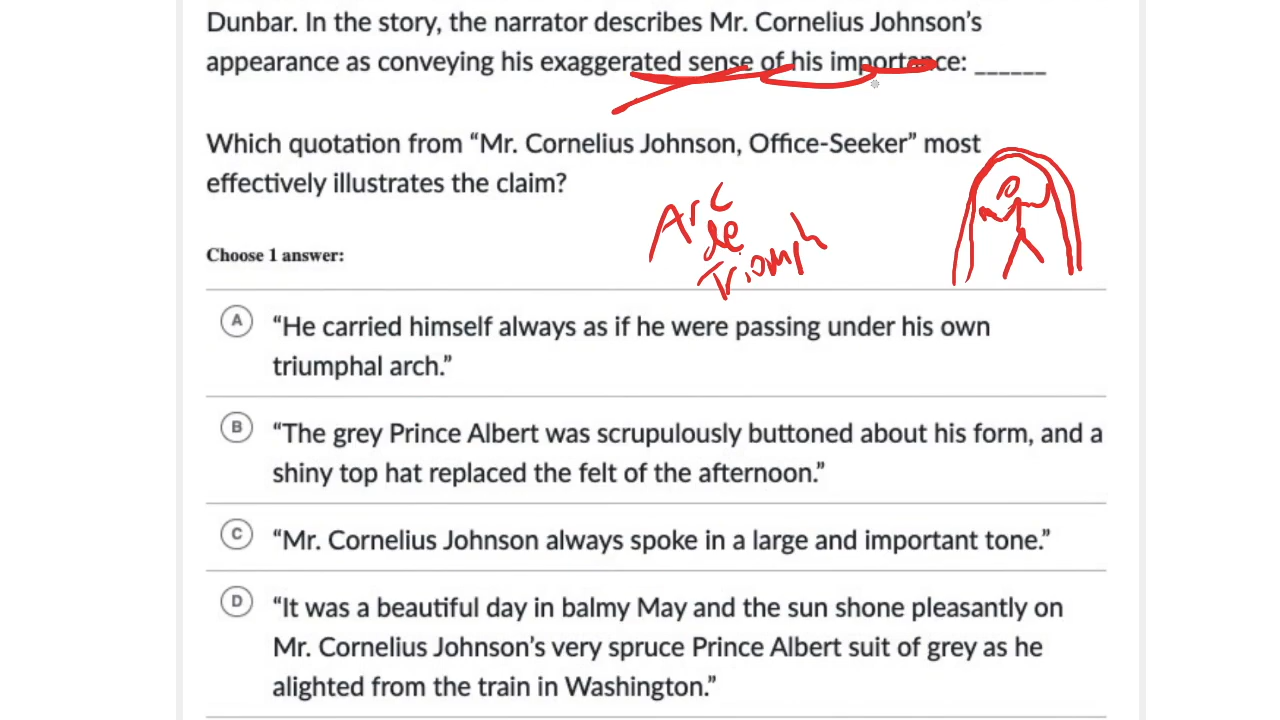 Dunbar. In the story, the narrator describes Mr. Cornelius Johnson’s
appearance as conveying his exaggerated sense of his importance: ______
Which quotation from “Mr. Cornelius Johnson, Office-Seeker” most
effectively illustrates the claim?
Arc
de
Triomph
Choose 1 answer:
A “He carried himself always as if he were passing under his own
triumphal arch.”
B “The grey Prince Albert was scrupulously buttoned about his form, and a
shiny top hat replaced the felt of the afternoon.”
C “Mr. Cornelius Johnson always spoke in a large and important tone.”
D “It was a beautiful day in balmy May and the sun shone pleasantly on
Mr. Cornelius Johnson’s very spruce Prince Albert suit of grey as he
alighted from the train in Washington.”